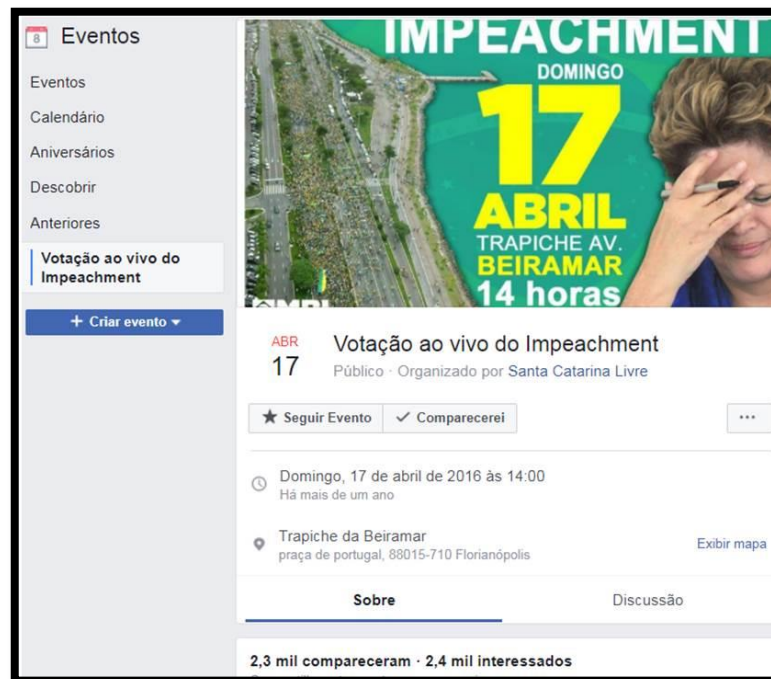 8 Eventos
Eventos
Calendário
Aniversários
Descobrir
Anteriores
Votação ao vivo do
Impeachment
+ Criar evento
IMPEACHMENT
DOMINGO
17
ABRIL
TRAPICHE AV.
BEIRAMAR
14 horas
ABR
17
Votação ao vivo do Impeachment
Público · Organizado por Santa Catarina Livre
Seguir Evento
Comparecerei
...
Domingo, 17 de abril de 2016 às 14:00
Há mais de um ano
Trapiche da Beiramar
praça de portugal, 88015-710 Florianópolis
Exibir mapa
Sobre
Discussão
2,3 mil compareceram · 2,4 mil interessados